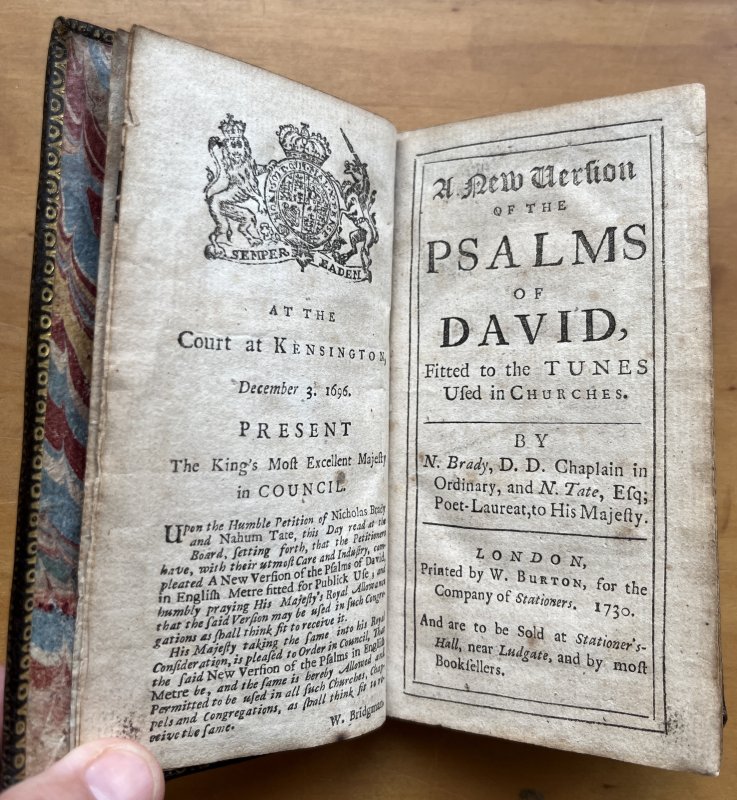 SEMPER EADEM
AT THE
Court at KENSINGTON,
December 3. 1696.
PRESENT
The King's Moſt Excellent Majeſty
in COUNCIL.
Upon the Humble Petition of Nicholas Brady
and Nahum Tate, this Day read at the
Board, ſetting forth, that the Petitioners
have, with their utmoſt Care and Induſtry, com-
pleated A New Verſion of the Pſalms of David,
in Engliſh Metre fitted for Publick Uſe; and
humbly praying His Majeſty's Royal Allowance
that the ſaid Verſion may be uſed in ſuch Congre-
gations as ſhall think fit to receive it.
His Majeſty taking the ſame into his Royal
Conſideration, is pleaſed to Order in Council, That
the ſaid New Verſion of the Pſalms in Engliſh
Metre be, and the ſame is hereby Allowed and
Permitted to be uſed in all ſuch Churches, Chap-
pels and Congregations, as ſhall think fit to re-
ceive the ſame.
W. Bridgman.
A New Verſion
OF THE
PSALMS
OF
DAVID,
Fitted to the TUNES
Uſed in CHURCHES.
BY
N. Brady, D. D. Chaplain in
Ordinary, and N. Tate, Eſq;
Poet-Laureat, to His Majeſty.
LONDON,
Printed by W. BURTON, for the
Company of Stationers. 1730.
And are to be Sold at Stationer's-
Hall, near Ludgate, and by moſt
Bookſellers.